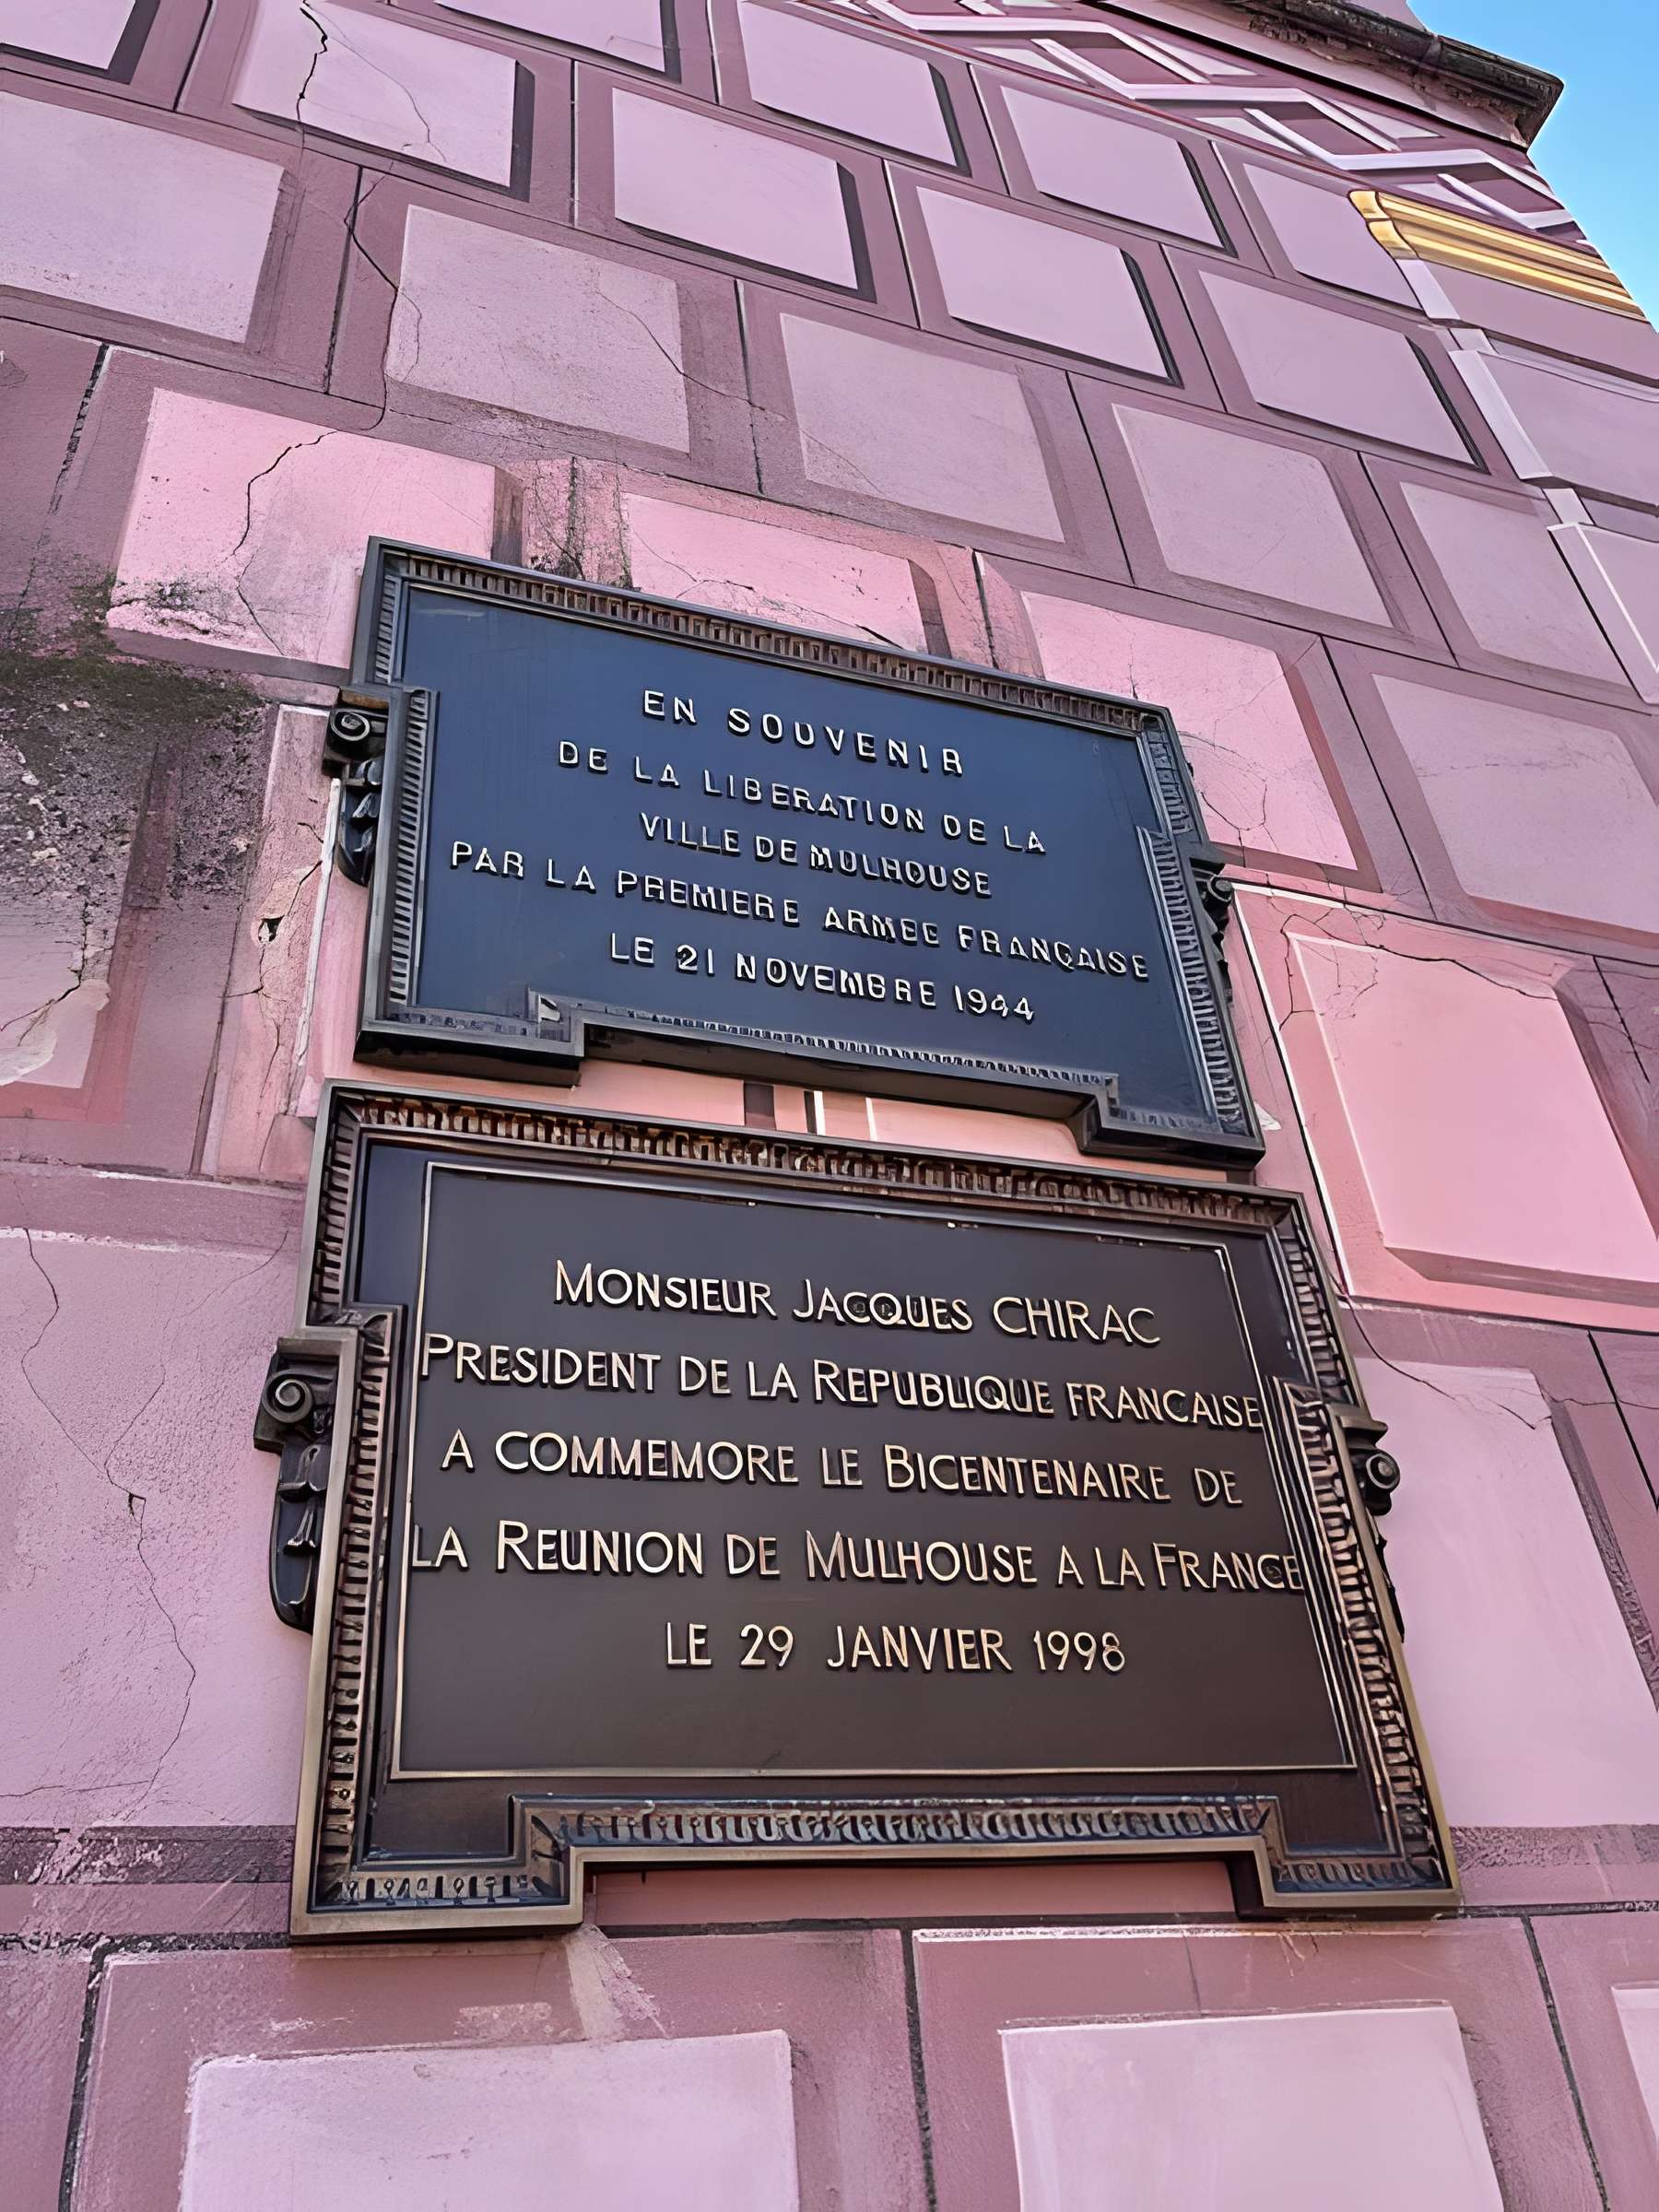 EN SOUVENIR
DE LA LIBERATION DE LA
VILLE DE MULHOUSE
PAR LA PREMIERE ARMEE FRANÇAISE
LE 21 NOVEMBRE 1944
MONSIEUR JACQUES CHIRAC
PRESIDENT DE LA REPUBLIQUE FRANCAISE
A COMMEMORE LE BICENTENAIRE DE
LA REUNION DE MULHOUSE A LA FRANCE
LE 29 JANVIER 1998